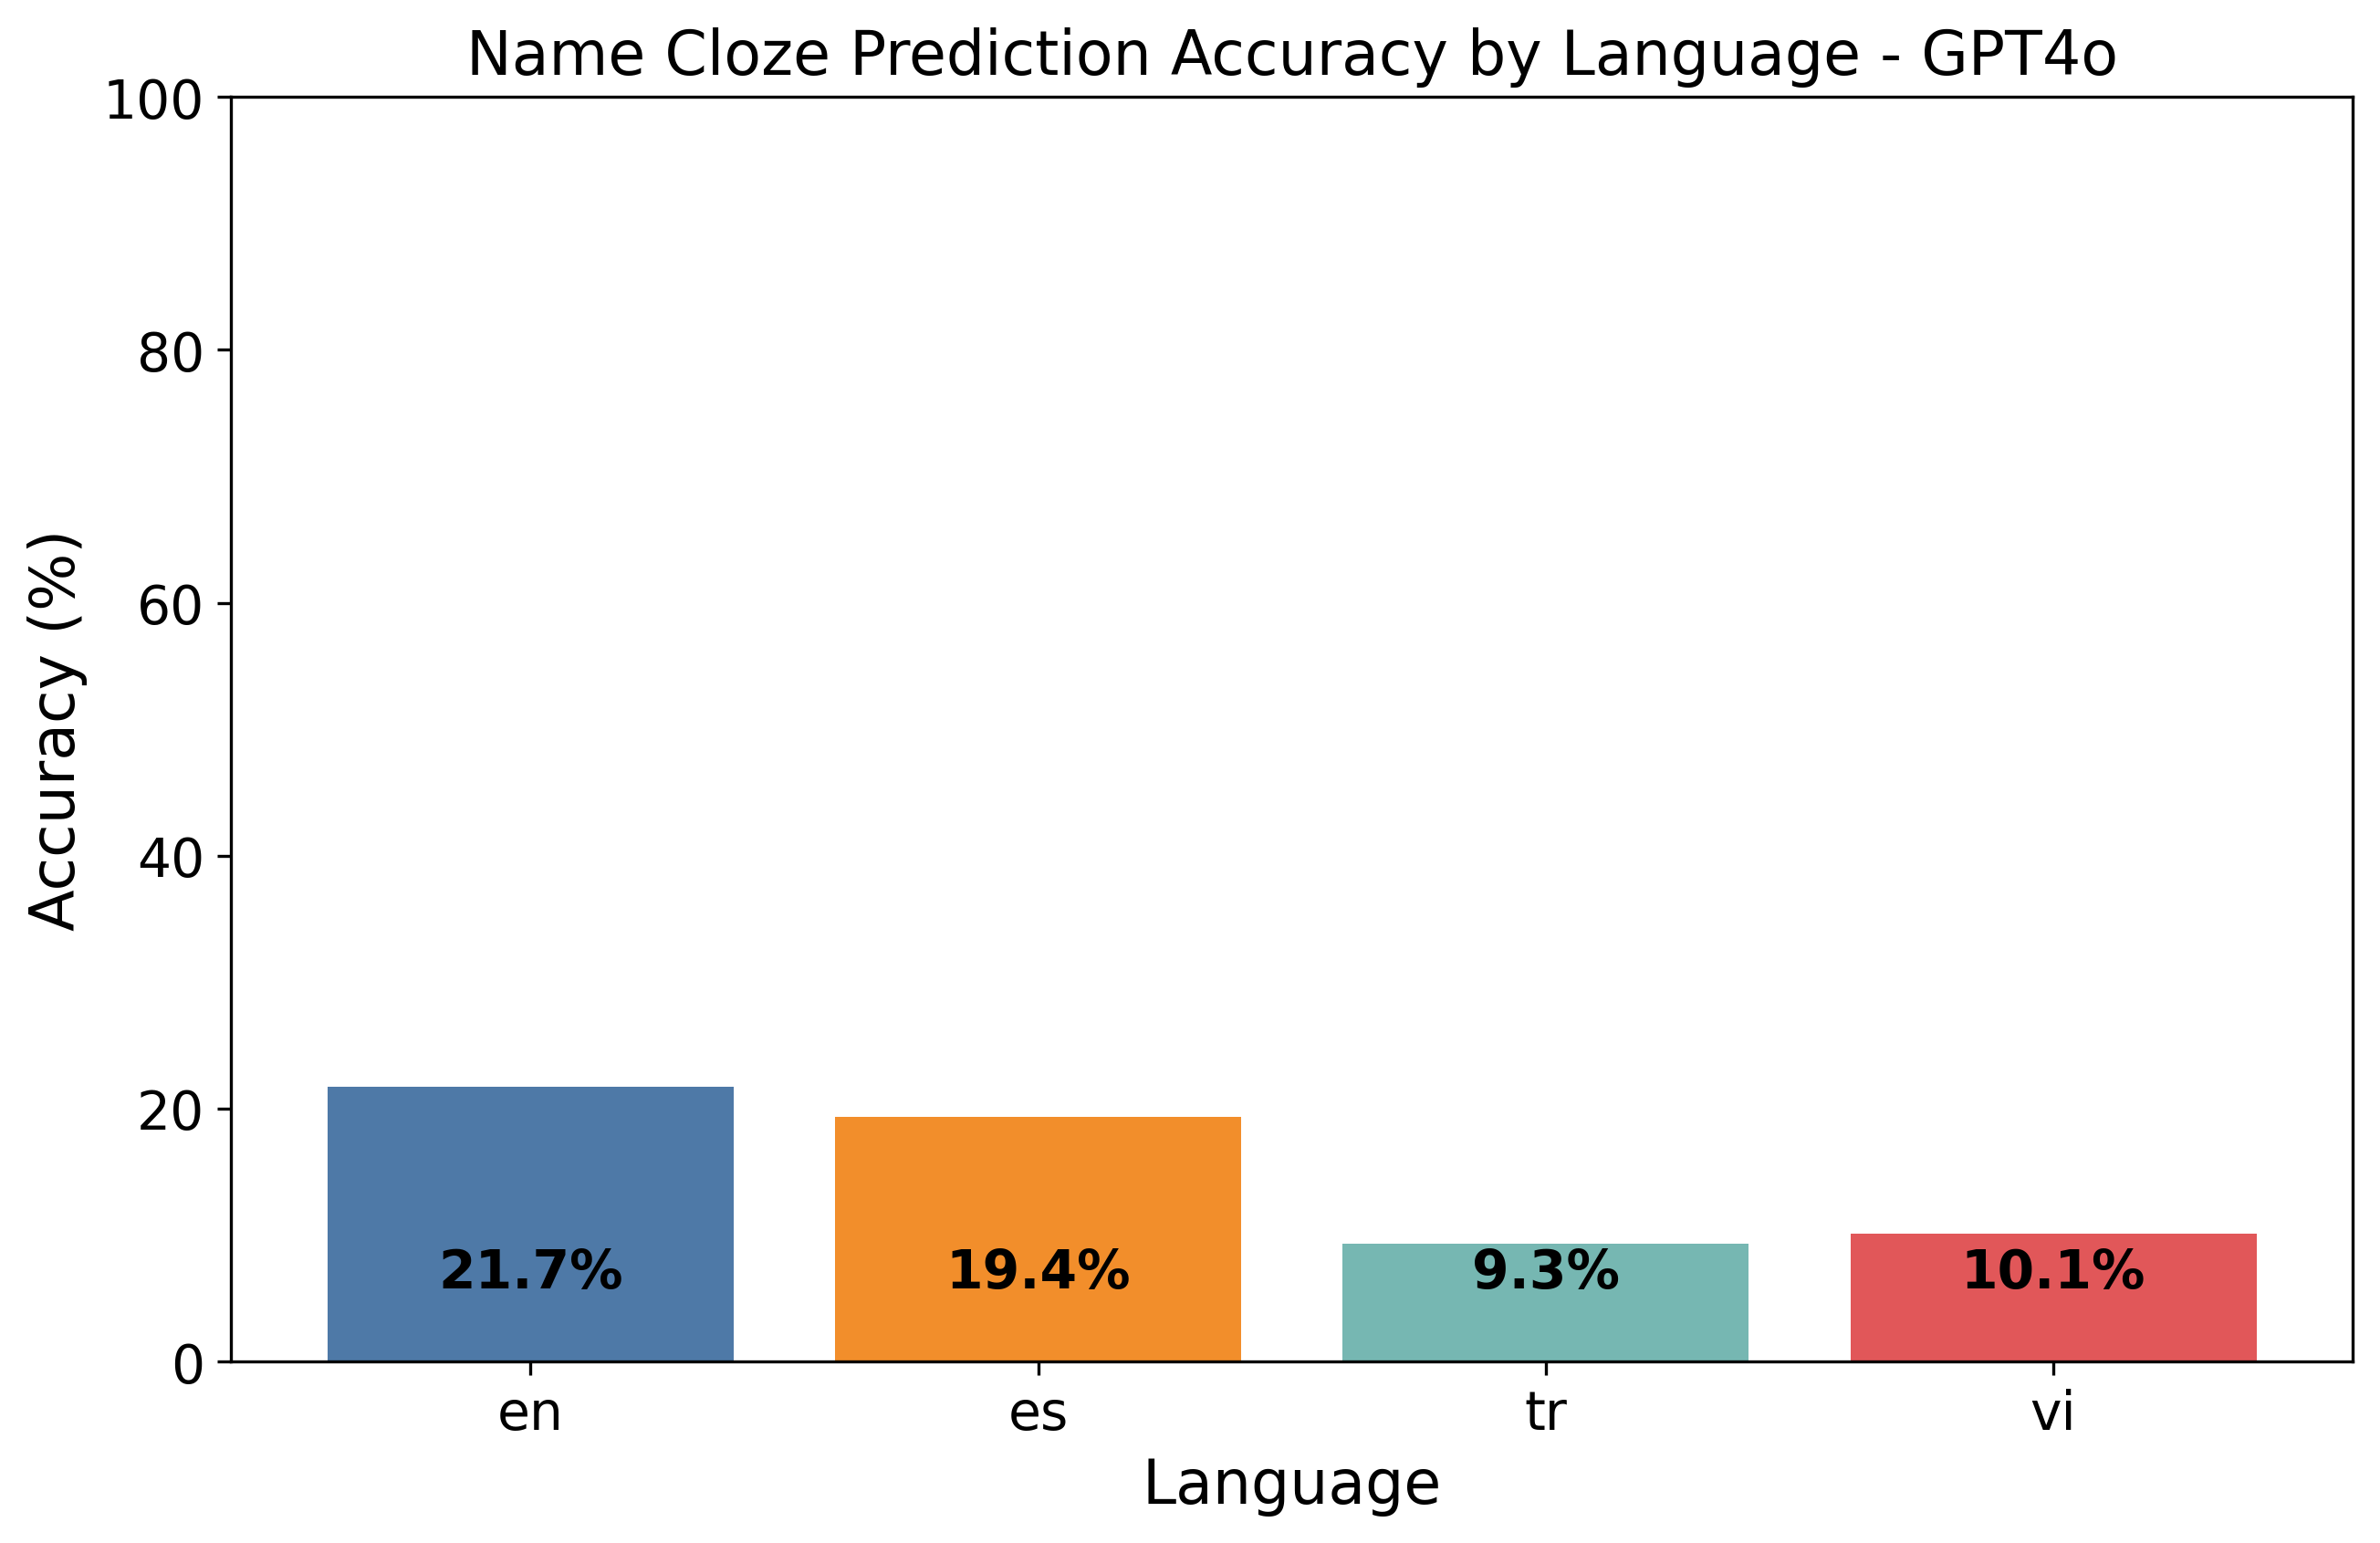 Name Cloze Prediction Accuracy by Language - GPT4o
Accuracy (%)
100
80
60
40
20
0
21.7%
19.4%
9.3%
10.1%
en
es
tr
vi
Language